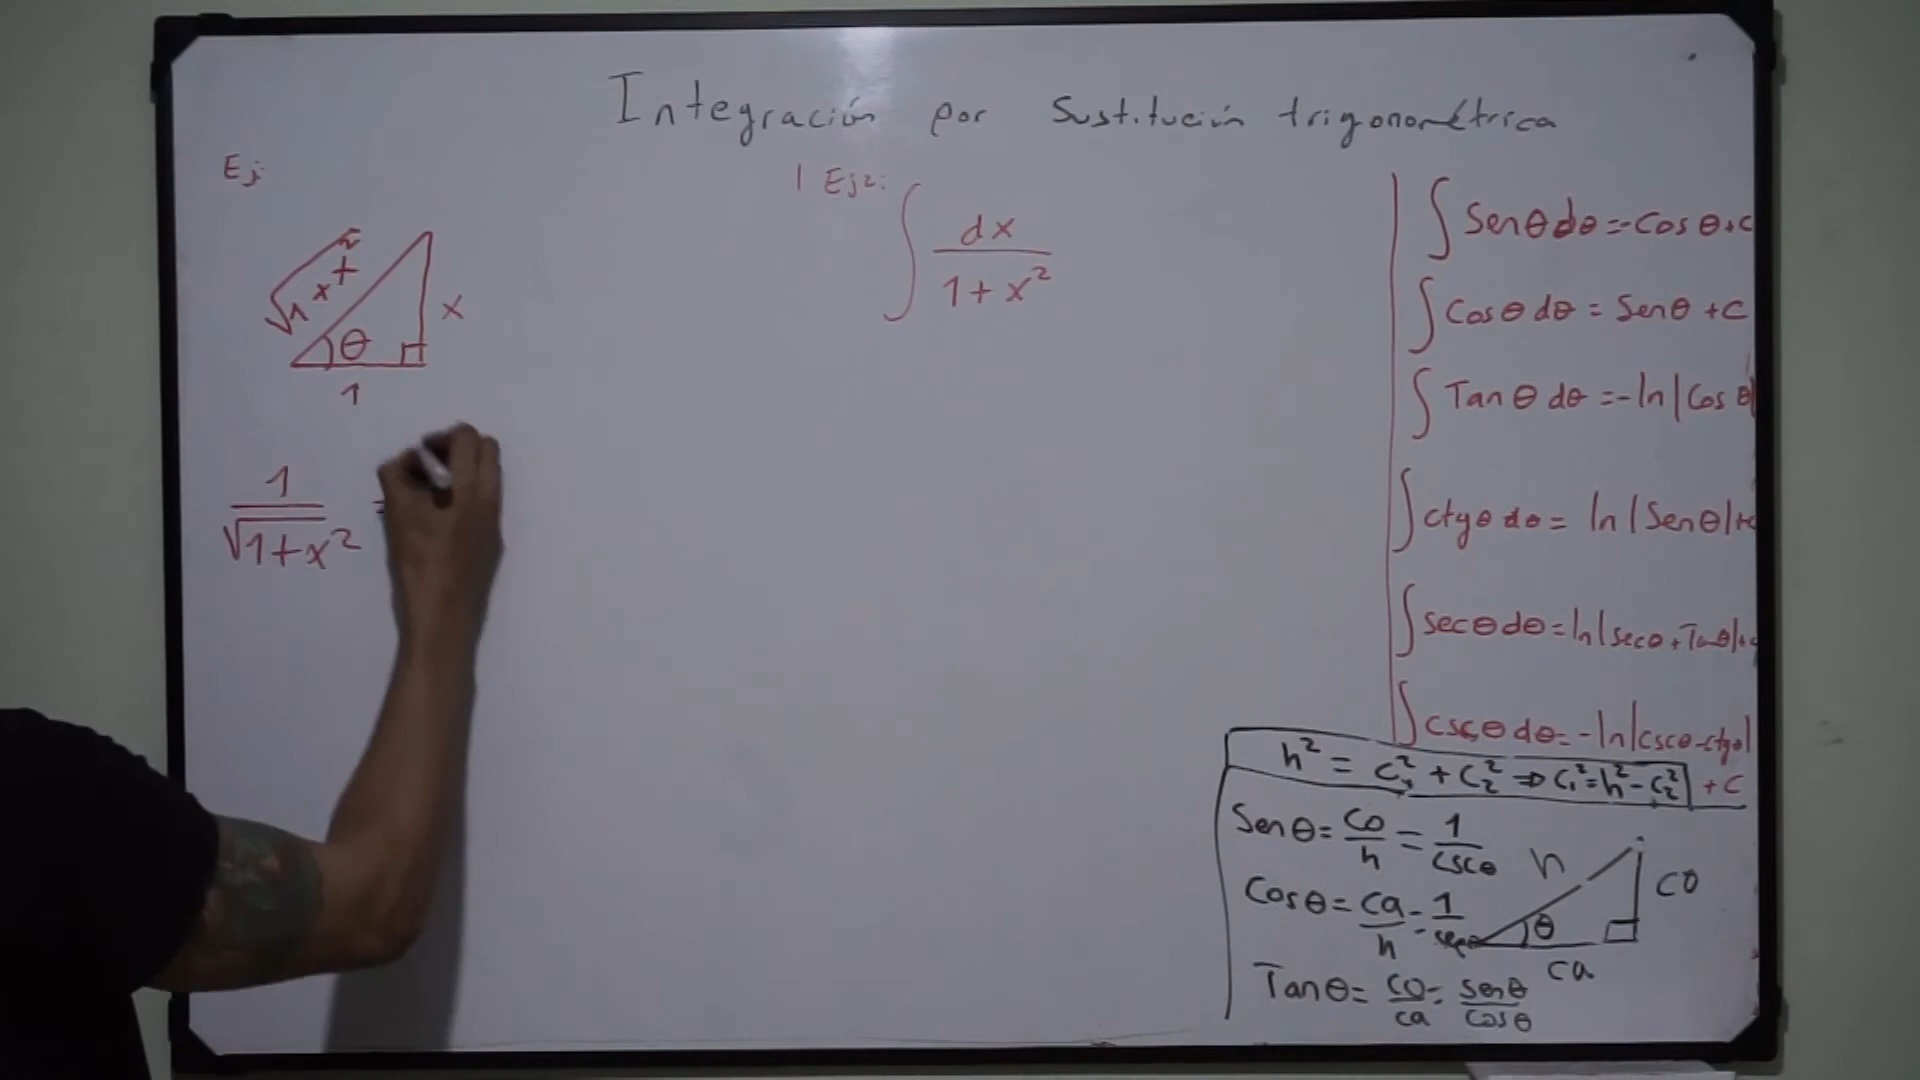 Integración por Sustitución trigonométrica
Ej:
√1+x²
x
θ
1
1/√1+x² =
Ej2: ∫ dx/(1+x²)
∫ Senθ dθ = -Cosθ+C
∫ Cosθ dθ = Senθ +C
∫ Tanθ dθ = -ln|Cosθ|
∫ ctgθ dθ = ln|Senθ|+c
∫ secθ dθ = ln|secθ+Tanθ|+c
∫ cscθ dθ = -ln|cscθ-ctgθ|
+C
h² = C₁² + C₂² ⇒ C₁² = h² - C₂²
Senθ = CO/h = 1/cscθ
Cosθ = Ca/h = 1/secθ
Tanθ = CO/ca = senθ/cosθ
h
CO
θ
ca